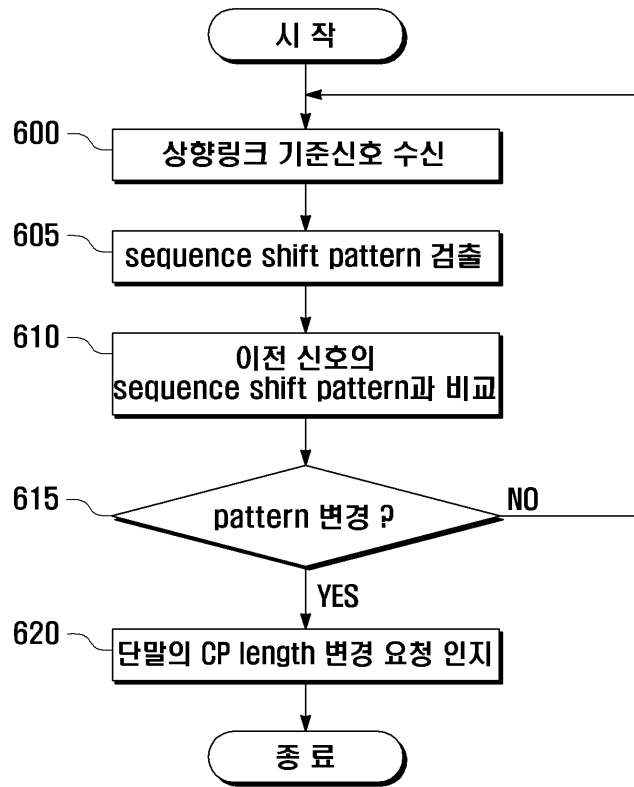 시 작
600
상향링크 기준신호 수신
605
sequence shift pattern 검출
610
이전 신호의
sequence shift pattern과 비교
615
pattern 변경 ?
NO
YES
620
단말의 CP length 변경 요청 인지
종 료